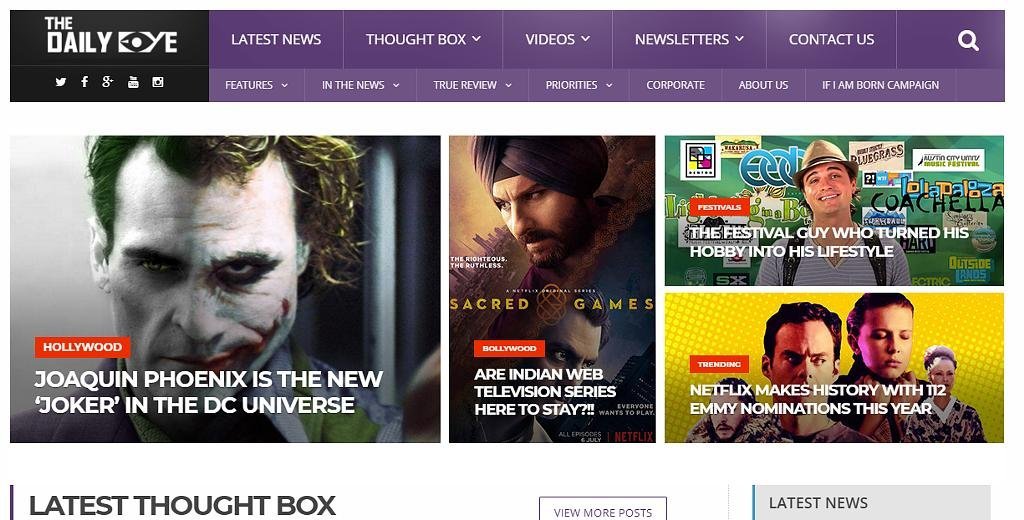 THE
DAILY EYE
LATEST NEWS
THOUGHT BOX
VIDEOS
NEWSLETTERS
CONTACT US
FEATURES
IN THE NEWS
TRUE REVIEW
PRIORITIES
CORPORATE
ABOUT US
IF I AM BORN CAMPAIGN
HOLLYWOOD
JOAQUIN PHOENIX IS THE NEW
‘JOKER’ IN THE DC UNIVERSE
THE RIGHTEOUS.
THE RUTHLESS.
A NETFLIX ORIGINAL SERIES
SACRED GAMES
BOLLYWOOD
ARE INDIAN WEB
TELEVISION SERIES
HERE TO STAY?!!
EVERYONE
WANTS TO PLAY.
ALL EPISODES
6 JULY
NETFLIX
WAKARUSA
BLUEGRASS
AUSTIN CITY LIMITS
MUSIC FESTIVAL
Lollapalooza
COACHELLA
in a Bo
OUTSIDE
LANDS
SX
FESTIVALS
THE FESTIVAL GUY WHO TURNED HIS
HOBBY INTO HIS LIFESTYLE
TRENDING
NETFLIX MAKES HISTORY WITH 112
EMMY NOMINATIONS THIS YEAR
LATEST THOUGHT BOX
VIEW MORE POSTS
LATEST NEWS